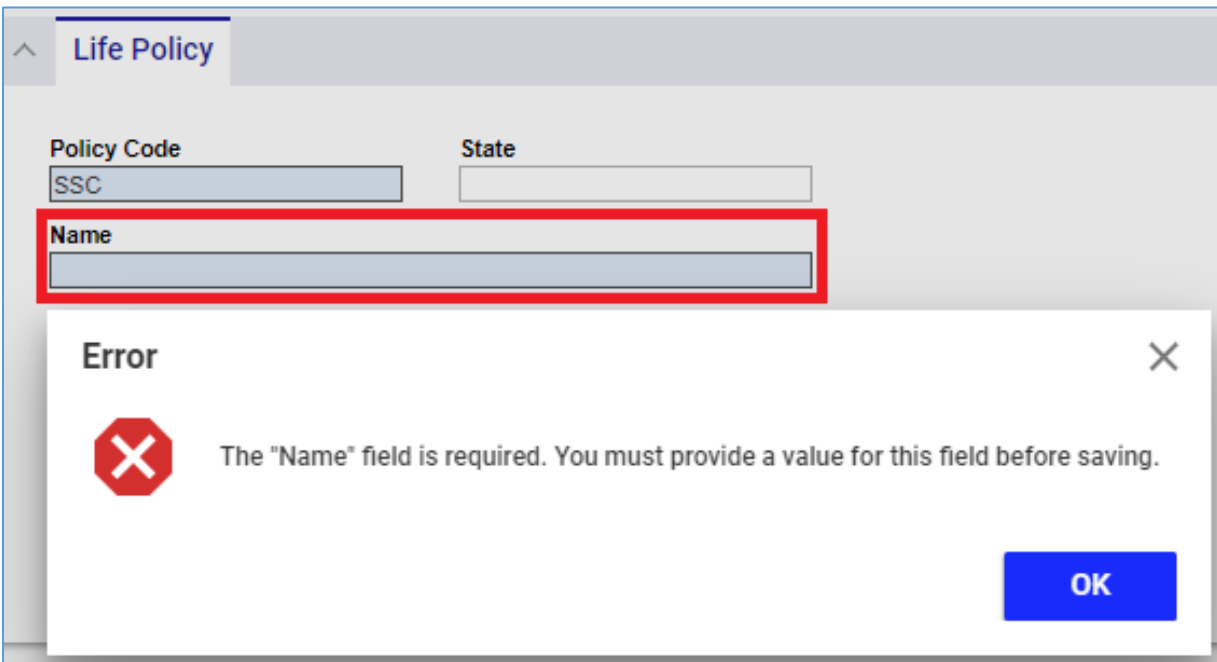 Life Policy
Policy Code
State
SSC
Name
Error
The "Name" field is required. You must provide a value for this field before saving.
OK